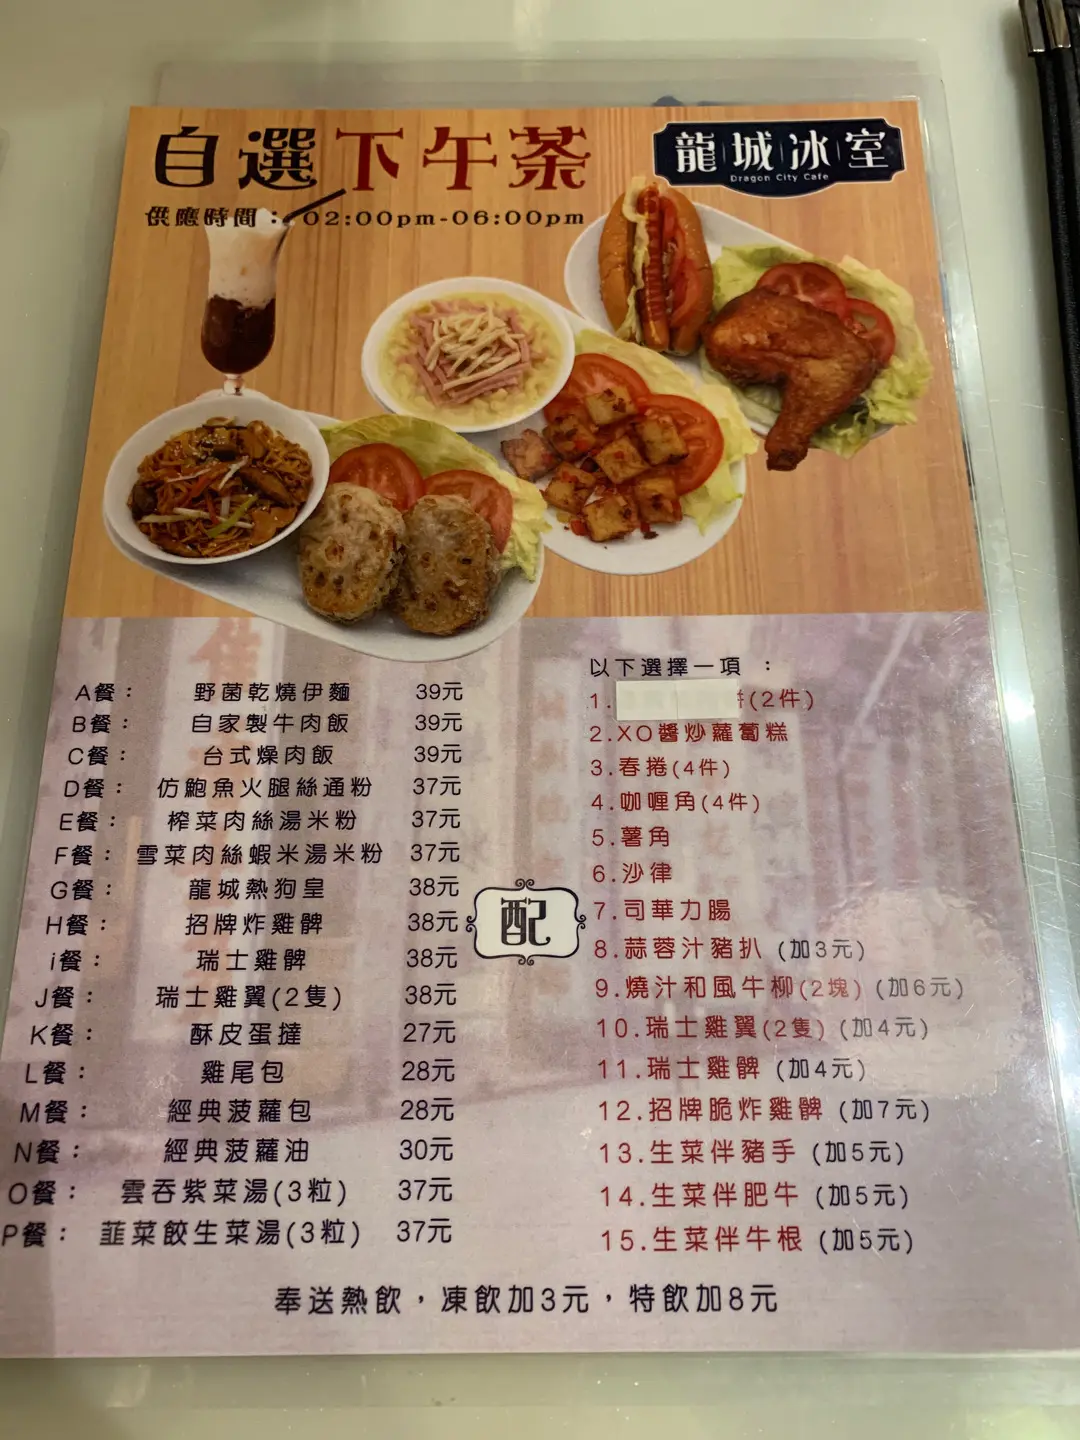 自選下午茶
龍城冰室
Dragon City Cafe
供應時間：02:00pm-06:00pm
A餐： 野菌乾燒伊麵 39元
B餐： 自家製牛肉飯 39元
C餐： 台式燥肉飯 39元
D餐： 仿鮑魚火腿絲通粉 37元
E餐： 榨菜肉絲湯米粉 37元
F餐： 雪菜肉絲蝦米湯米粉 37元
G餐： 龍城熱狗皇 38元
H餐： 招牌炸雞髀 38元
i餐： 瑞士雞髀 38元
J餐： 瑞士雞翼(2隻) 38元
K餐： 酥皮蛋撻 27元
L餐： 雞尾包 28元
M餐： 經典菠蘿包 28元
N餐： 經典菠蘿油 30元
O餐： 雲吞紫菜湯(3粒) 37元
P餐： 韮菜餃生菜湯(3粒) 37元
配
以下選擇一項 ：
1. 餅(2件)
2.XO醬炒蘿蔔糕
3.春捲(4件)
4.咖喱角(4件)
5.薯角
6.沙律
7.司華力腸
8.蒜蓉汁豬扒 (加3元)
9.燒汁和風牛柳(2塊) (加6元)
10.瑞士雞翼(2隻) (加4元)
11.瑞士雞髀 (加4元)
12.招牌脆炸雞髀 (加7元)
13.生菜伴豬手 (加5元)
14.生菜伴肥牛 (加5元)
15.生菜伴牛根 (加5元)
奉送熱飲，凍飲加3元，特飲加8元